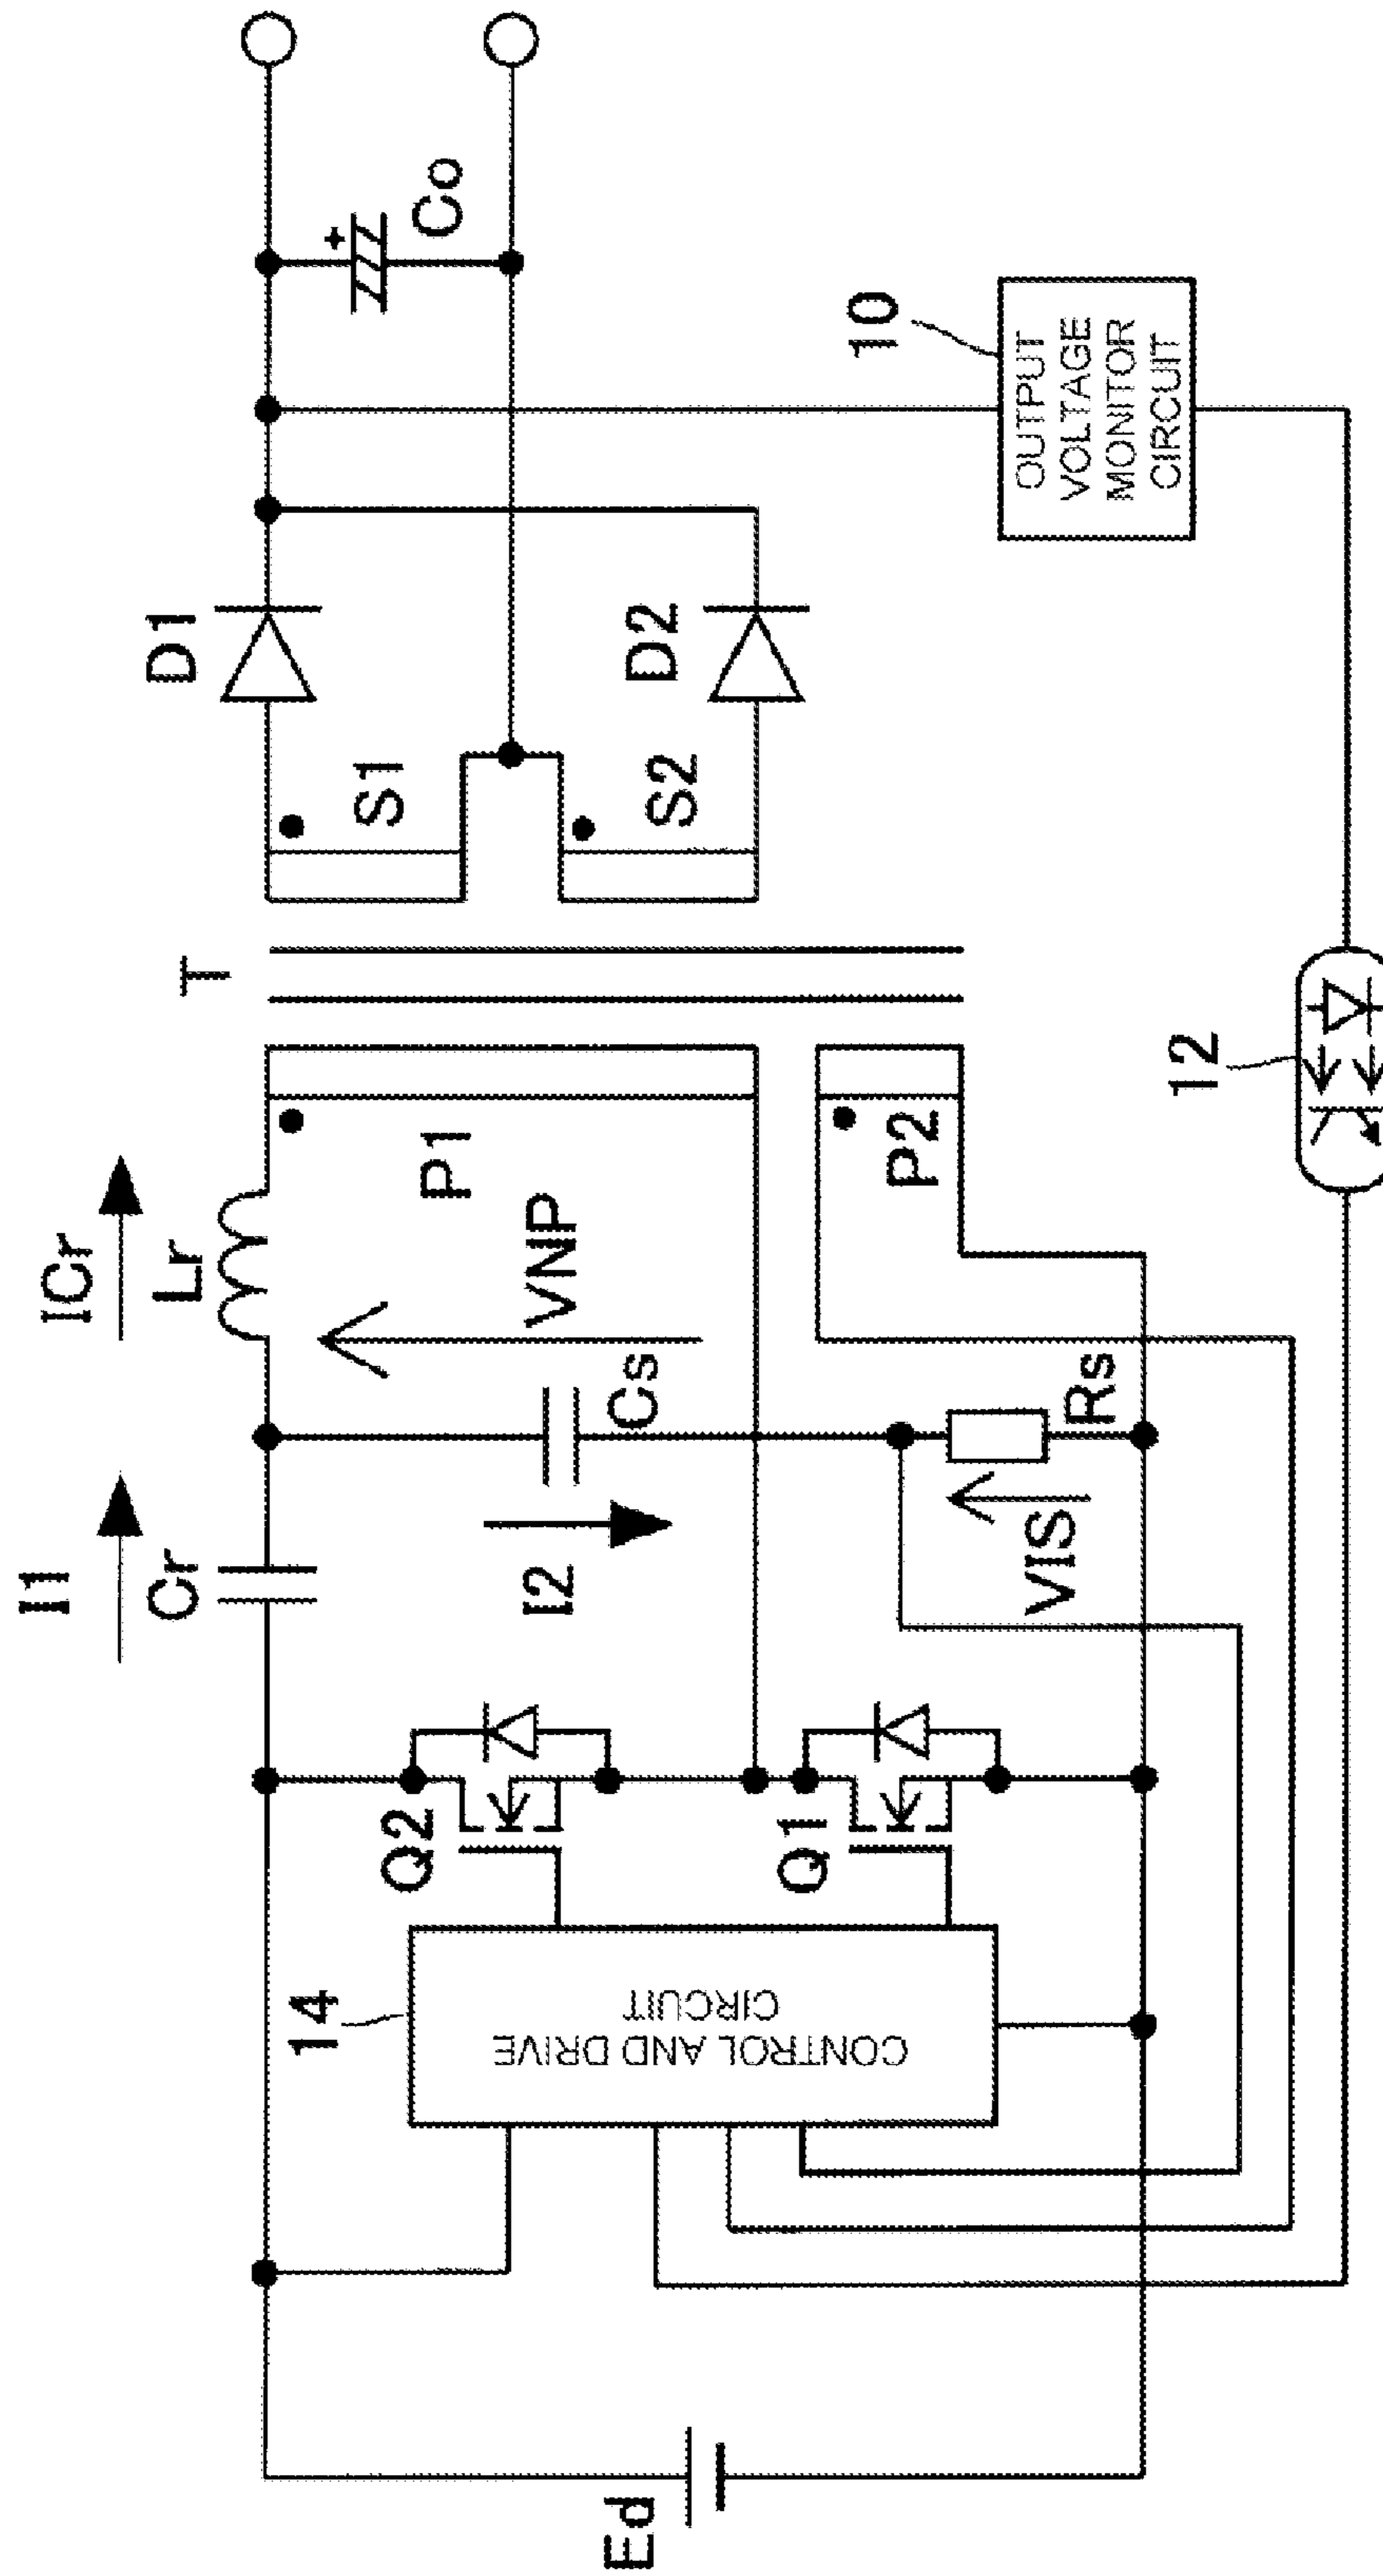 I1
ICr
Cr
Lr
T
D1
S1
Co
Ed
14
CONTROL AND DRIVE
CIRCUIT
Q2
Q1
I2
Cs
VNP
P1
VIS
Rs
P2
S2
D2
10
OUTPUT
VOLTAGE
MONITOR
CIRCUIT
12
+